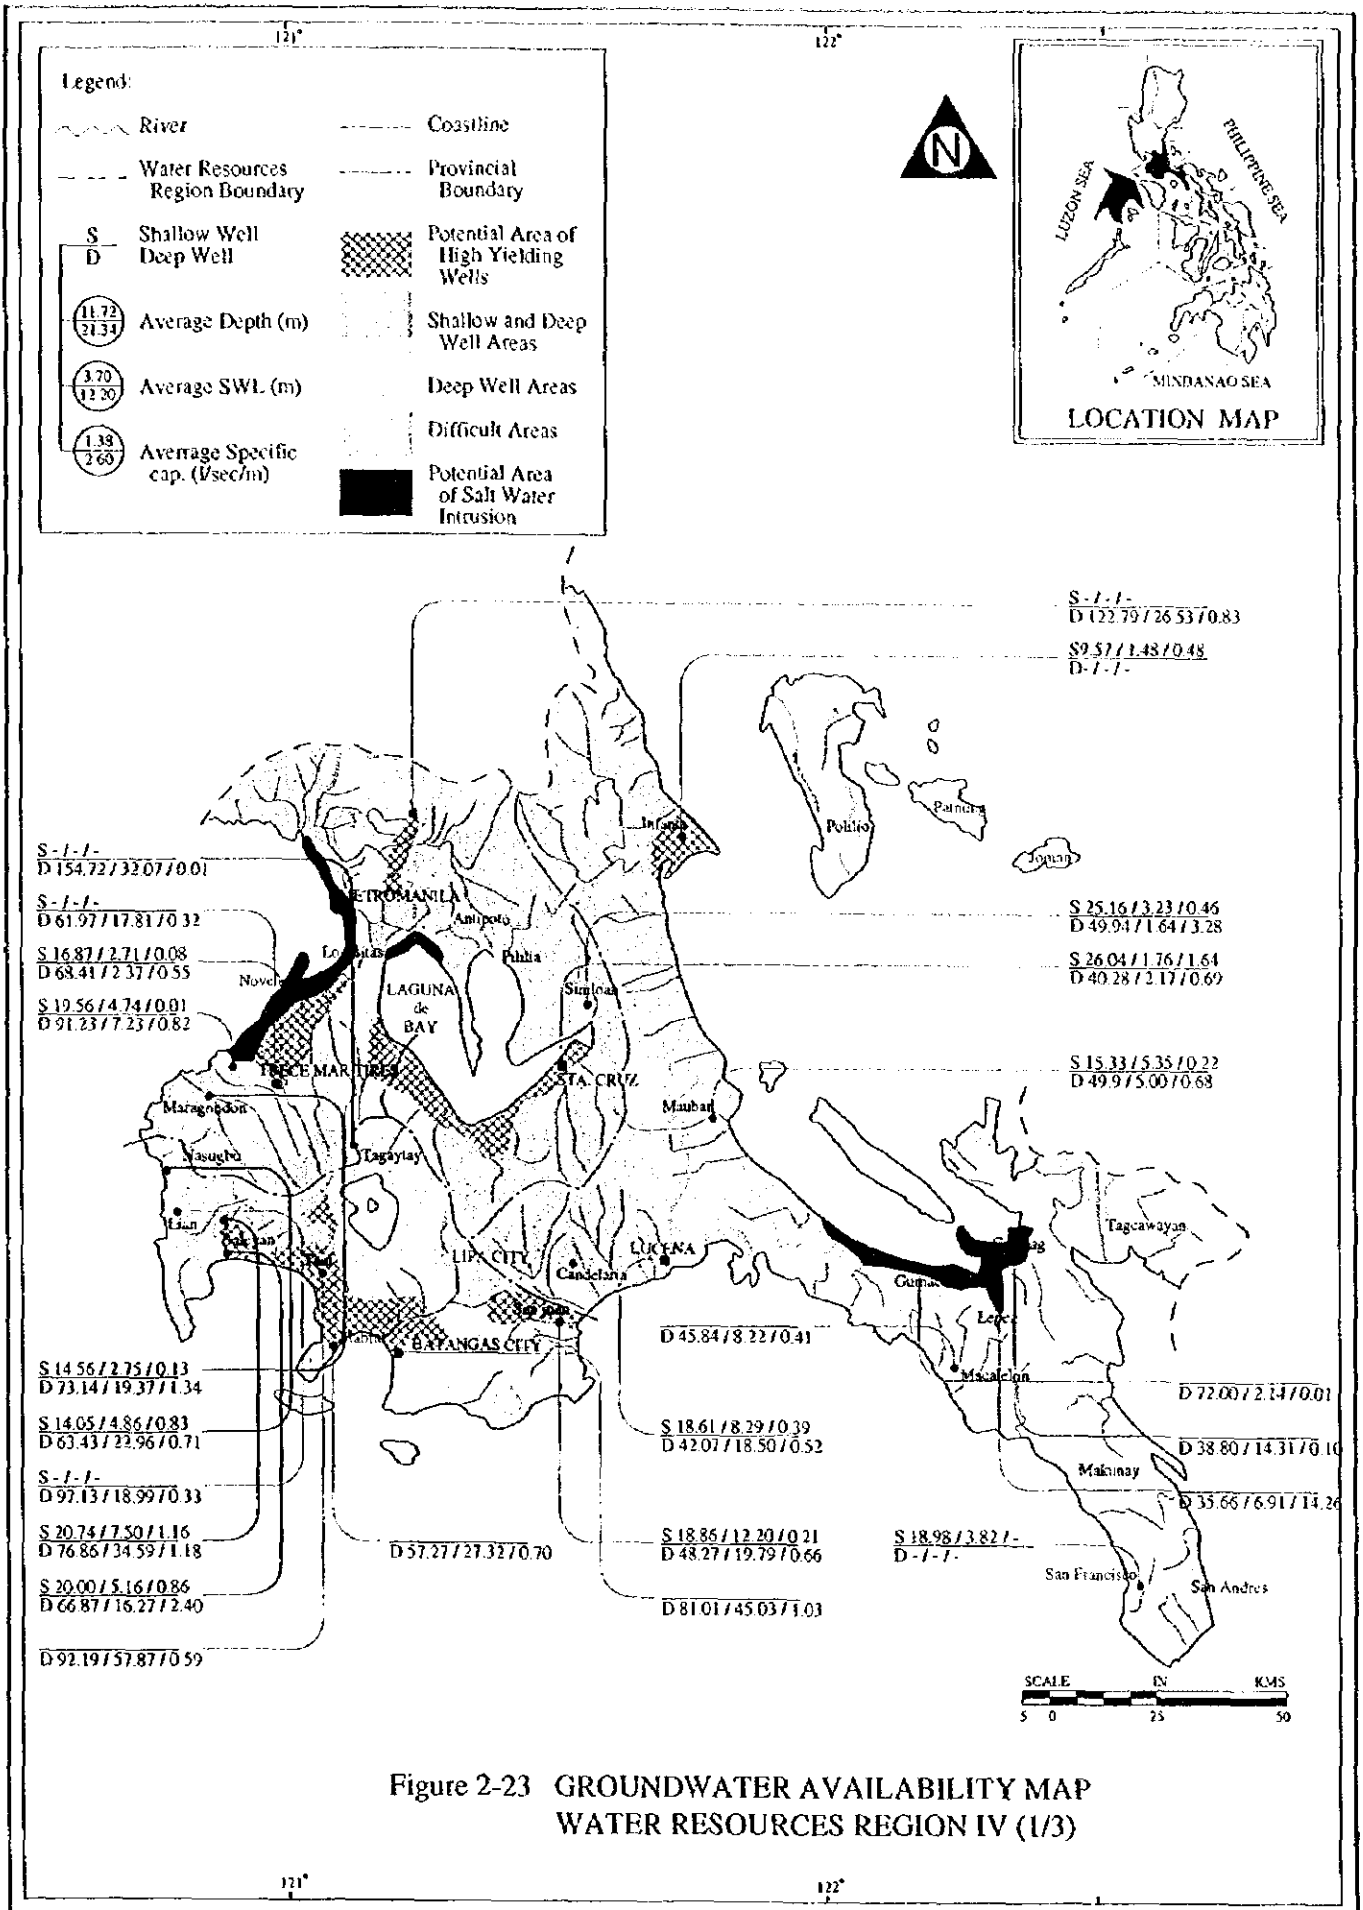 121°
122°
Legend:
River
Water Resources
Region Boundary
S
D
Shallow Well
Deep Well
11.72
21.34
Average Depth (m)
3.70
12.20
Average SWL (m)
1.38
2.60
Averrage Specific
cap. (l/sec/m)
Coastline
Provincial
Boundary
Potential Area of
High Yielding
Wells
Shallow and Deep
Well Areas
Deep Well Areas
Difficult Areas
Potential Area
of Salt Water
Intrusion
N
LUZON SEA
PHILIPPINE SEA
MINDANAO SEA
LOCATION MAP
S - / - / -
D 122.79 / 26.53 / 0.83
S 9.57 / 1.48 / 0.48
D - / - / -
Infanta
Polilio
Joman
S - / - / -
D 154.72 / 32.07 / 0.01
S - / - / -
D 61.97 / 17.81 / 0.32
S 16.87 / 2.71 / 0.08
D 68.41 / 2.37 / 0.55
S 19.56 / 4.74 / 0.01
D 91.23 / 7.23 / 0.82
ETROMANILA
Antipolo
Pililia
LAGUNA
de
BAY
Siniloan
S 25.16 / 3.23 / 0.46
D 49.94 / 1.64 / 3.28
S 26.04 / 1.76 / 1.64
D 40.28 / 2.17 / 0.69
S 15.33 / 5.35 / 0.22
D 49.9 / 5.00 / 0.68
TRECE MARTIRES
STA. CRUZ
Mauban
Maragondon
Nasugbu
Tagaytay
Lian
LIPA CITY
Candelaria
LUCENA
Tagcawayan
San Juan
Lepez
BATANGAS CITY
Macalelon
D 45.84 / 8.22 / 0.41
D 72.00 / 2.14 / 0.01
D 38.80 / 14.31 / 0.10
D 35.66 / 6.91 / 14.26
S 14.56 / 2.75 / 0.13
D 73.14 / 19.37 / 1.34
S 14.05 / 4.86 / 0.83
D 63.43 / 22.96 / 0.71
S - / - / -
D 97.13 / 18.99 / 0.33
S 20.74 / 7.50 / 1.16
D 76.86 / 34.59 / 1.18
S 20.00 / 5.16 / 0.86
D 66.87 / 16.27 / 2.40
D 92.19 / 57.87 / 0.59
D 57.27 / 27.32 / 0.70
S 18.61 / 8.29 / 0.39
D 42.07 / 18.50 / 0.52
S 18.86 / 12.20 / 0.21
D 48.27 / 19.79 / 0.66
D 81.01 / 45.03 / 1.03
S 18.98 / 3.82 / -
D - / - / -
Makunay
San Francisco
San Andres
SCALE IN KMS
5 0 25 50
Figure 2-23 GROUNDWATER AVAILABILITY MAP
WATER RESOURCES REGION IV (1/3)
121°
122°